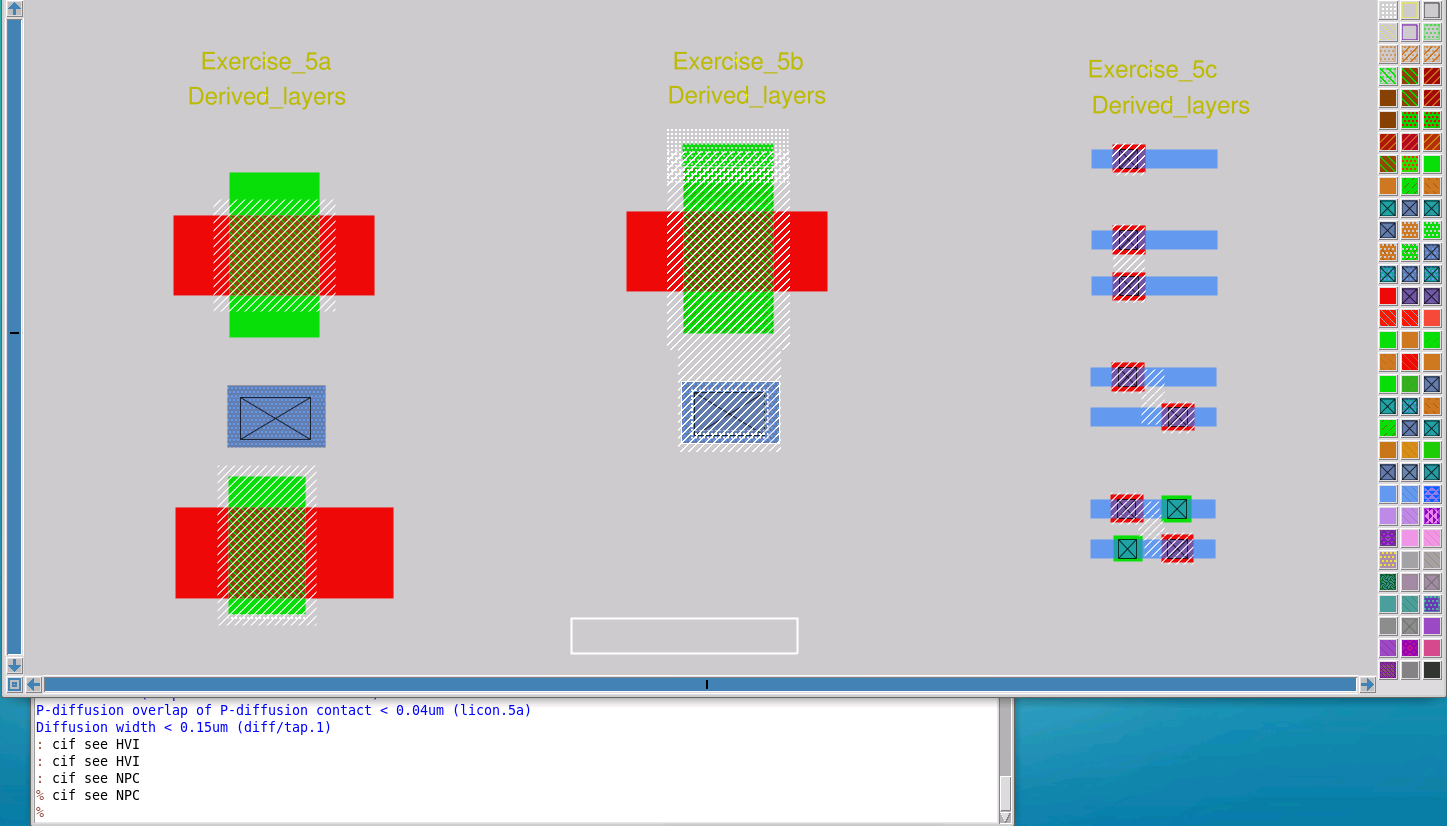 Exercise_5a
Derived_layers
Exercise_5b
Derived_layers
Exercise_5c
Derived_layers
P-diffusion overlap of P-diffusion contact < 0.04um (licon.5a)
Diffusion width < 0.15um (diff/tap.1)
: cif see HVI
: cif see HVI
: cif see NPC
% cif see NPC
%